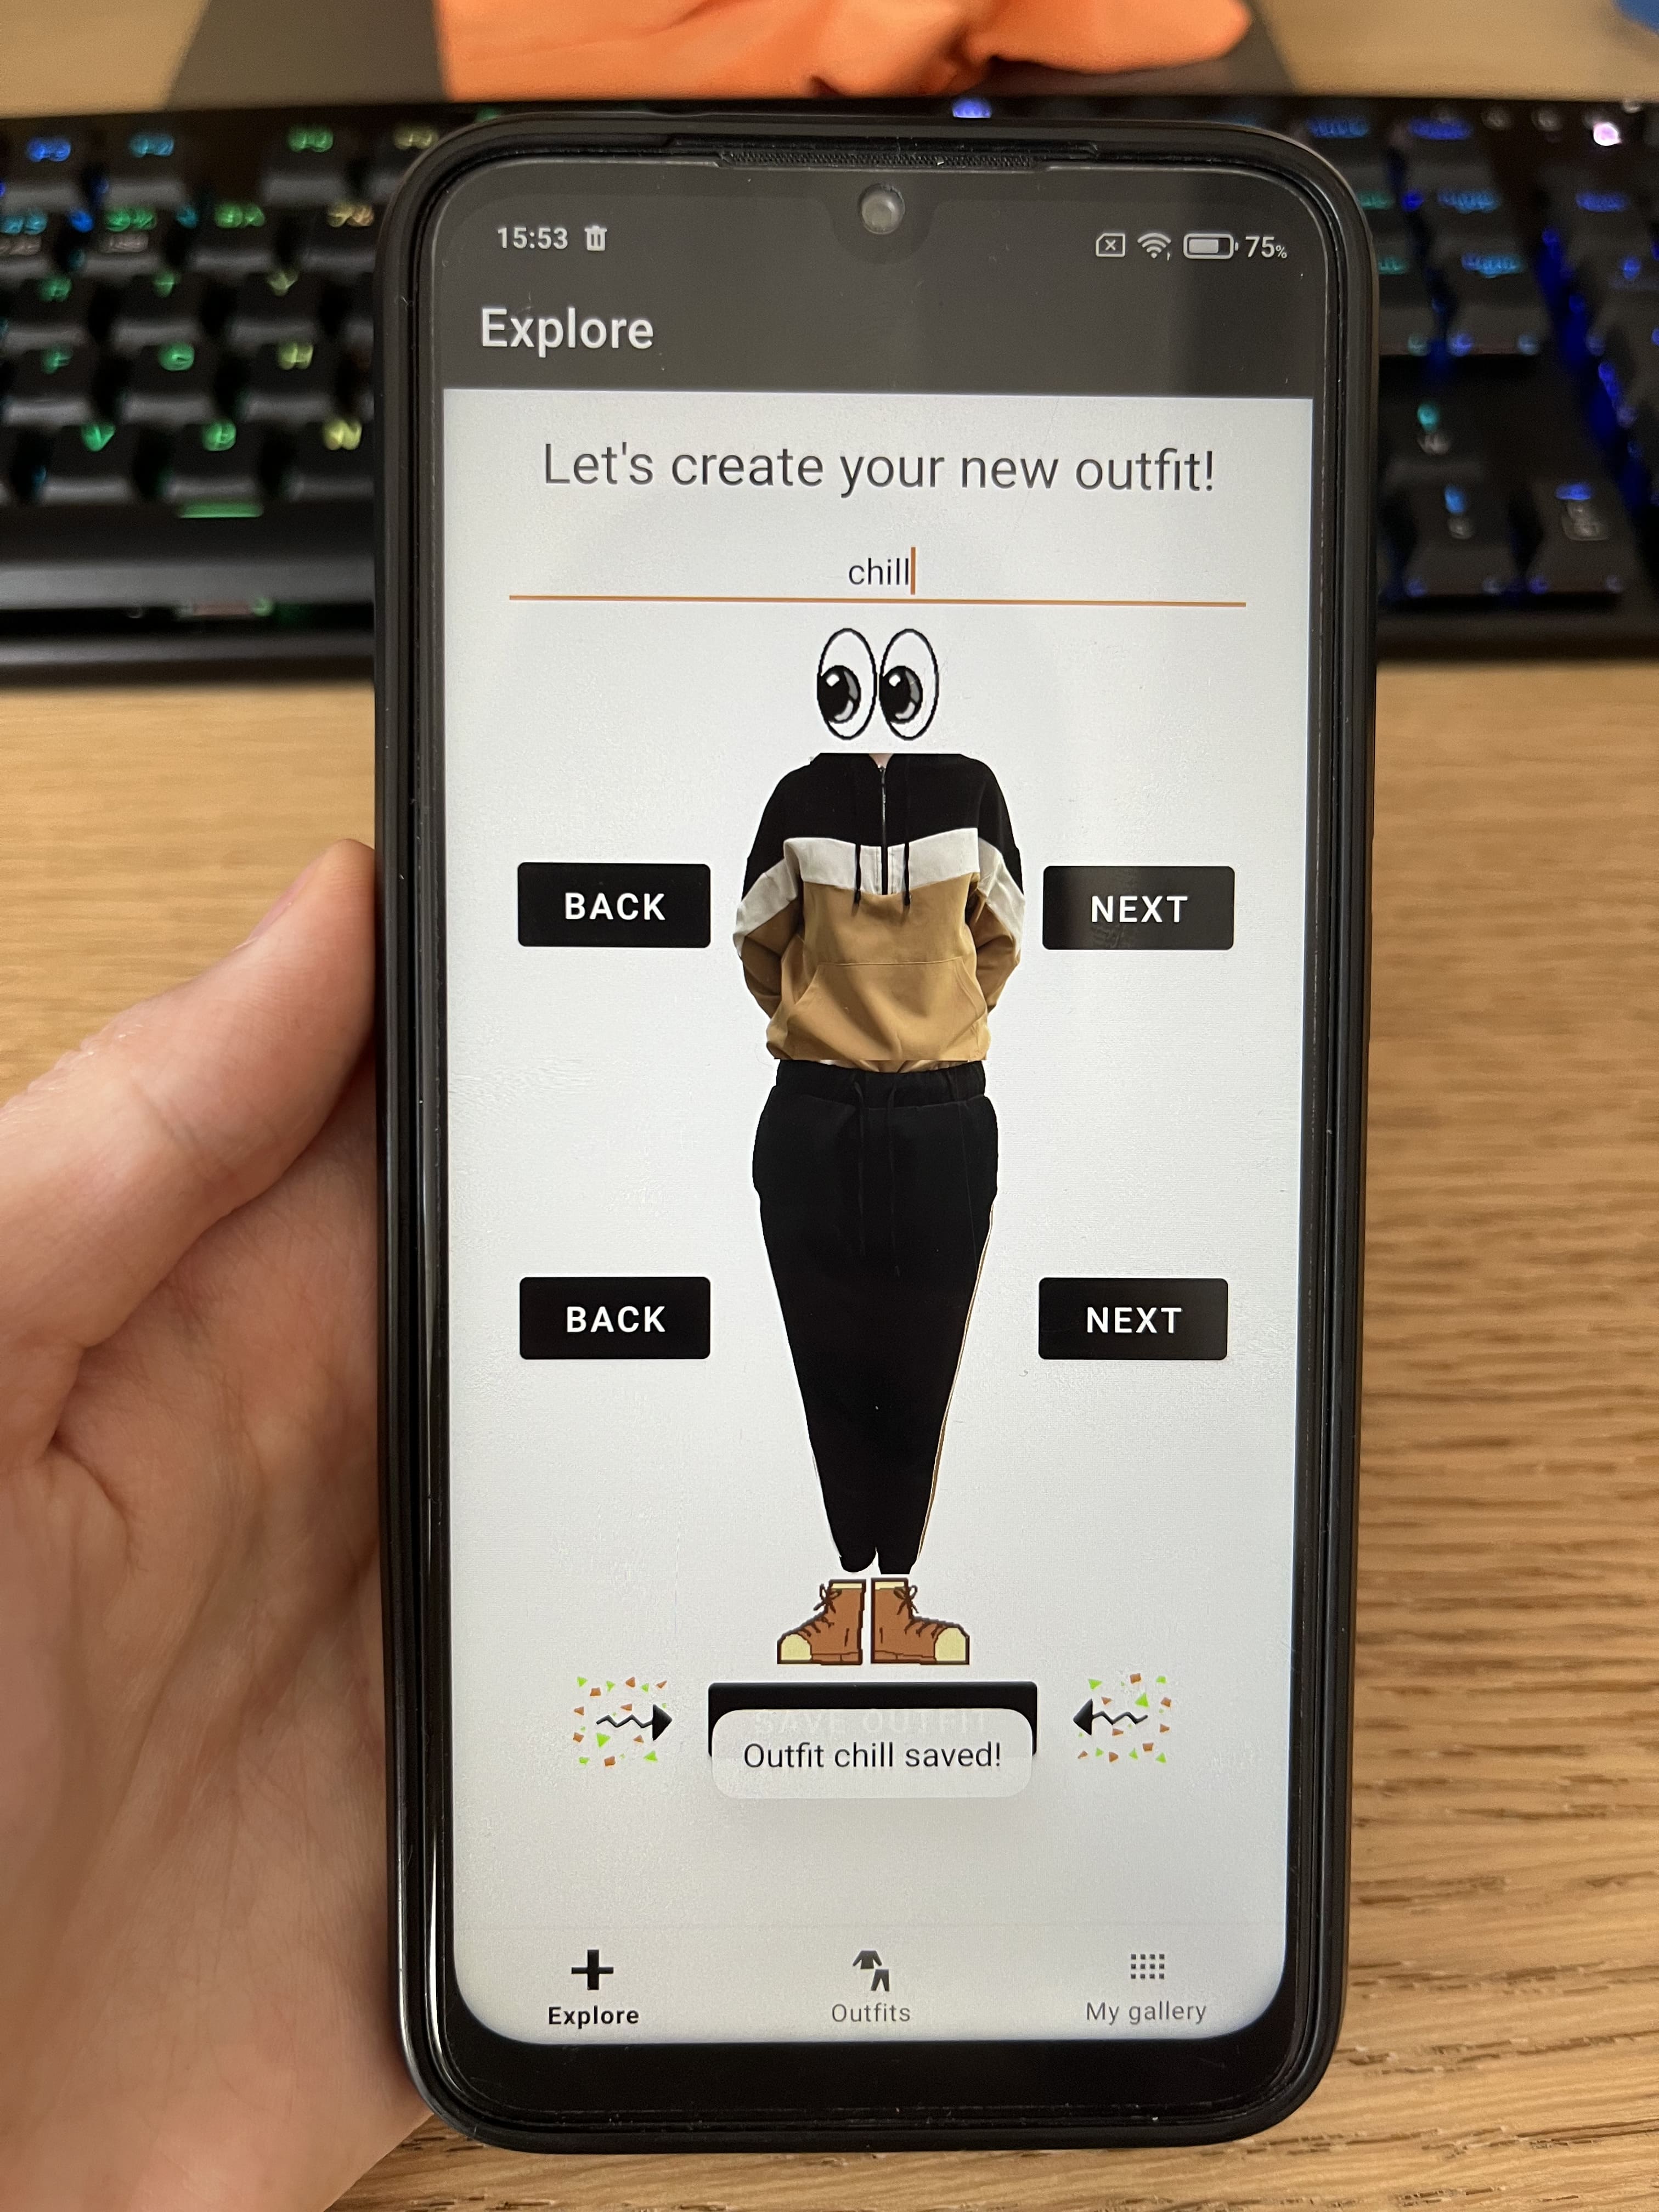 15:53 75%
Explore
Let's create your new outfit!
chill
BACK NEXT
BACK NEXT
SAVE OUTFIT
Outfit chill saved!
Explore Outfits My gallery